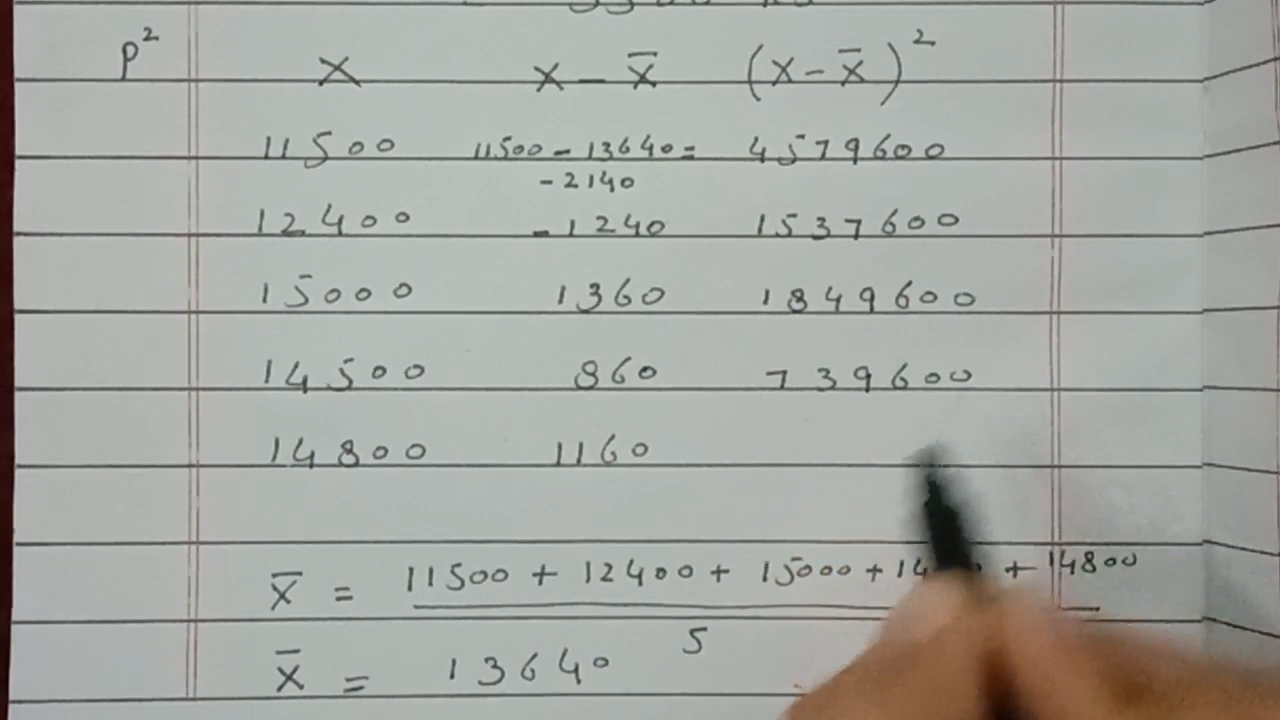 P² X X - X̄ (X - X̄)²
11500 11500 - 13640 = 4579600
-2140
12400 -1240 1537600
15000 1360 1849600
14500 860 739600
14800 1160
X̄ = 11500 + 12400 + 15000 + 14 + 14800
5
X̄ = 13640